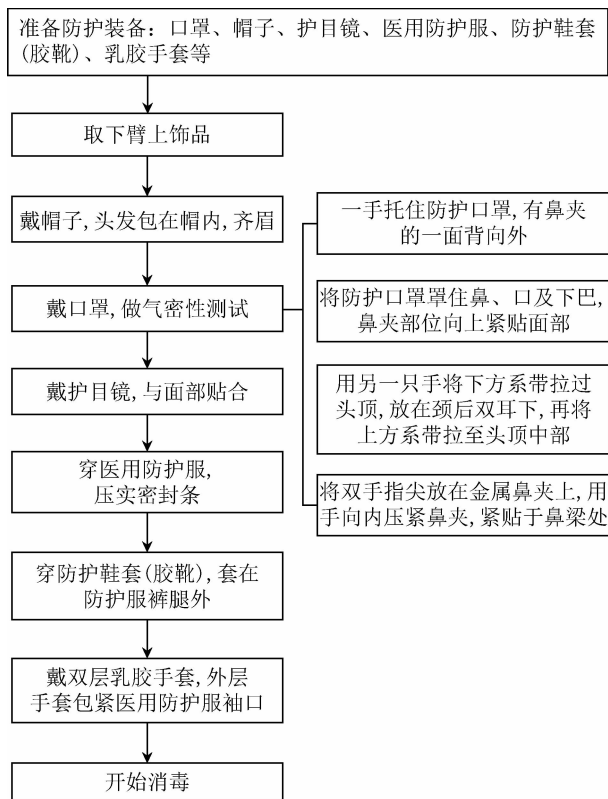 准备防护装备：口罩、帽子、护目镜、医用防护服、防护鞋套
(胶靴)、乳胶手套等
取下臂上饰品
戴帽子,头发包在帽内,齐眉
戴口罩,做气密性测试
戴护目镜,与面部贴合
穿医用防护服,
压实密封条
穿防护鞋套(胶靴),套在
防护服裤腿外
戴双层乳胶手套,外层
手套包紧医用防护服袖口
开始消毒
一手托住防护口罩,有鼻夹
的一面背向外
将防护口罩罩住鼻、口及下巴,
鼻夹部位向上紧贴面部
用另一只手将下方系带拉过
头顶,放在颈后双耳下,再将
上方系带拉至头顶中部
将双手指尖放在金属鼻夹上,用
手向内压紧鼻夹,紧贴于鼻梁处